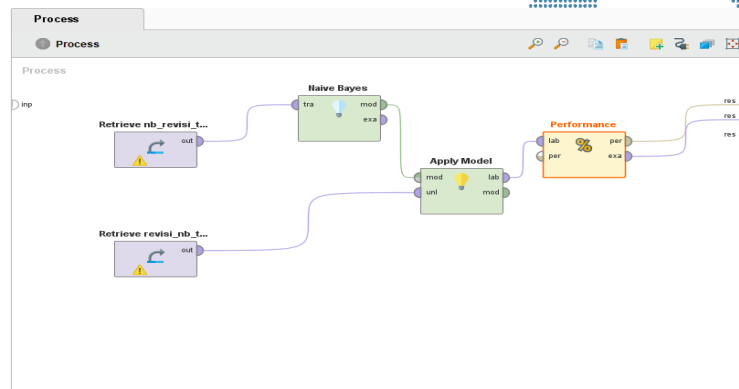 Process
Process
Process
inp
Naive Bayes
tra
mod
exa
res
res
res
Retrieve nb_revisi_t...
out
Performance
lab
per
per
exa
Apply Model
mod
lab
unl
mod
Retrieve revisi_nb_t...
out